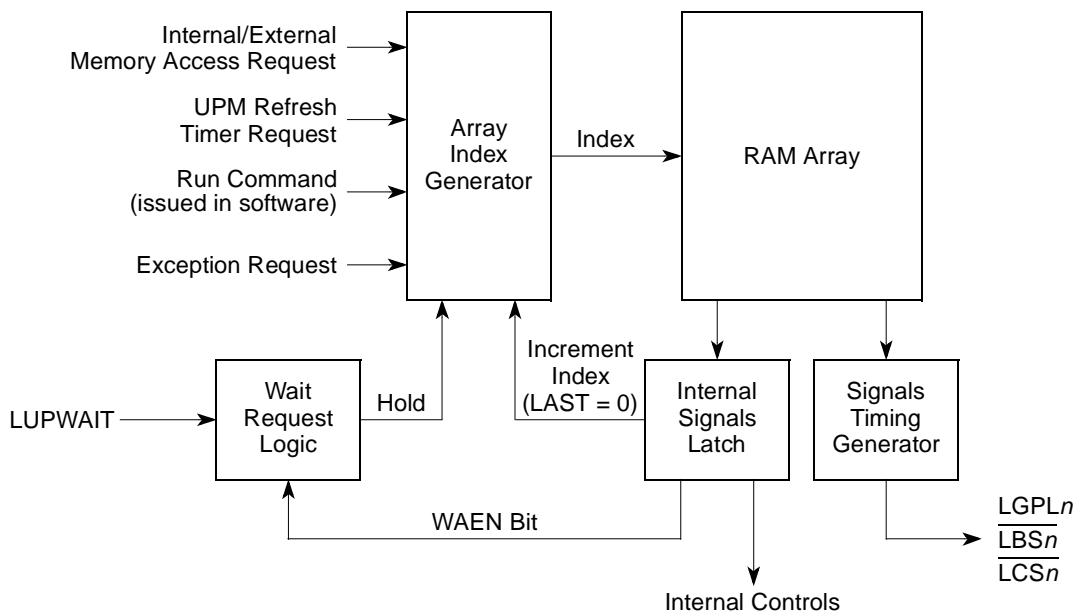 Internal/External
Memory Access Request
UPM Refresh
Timer Request
Run Command
(issued in software)
Exception Request
Array
Index
Generator
Index
RAM Array
LUPWAIT
Wait
Request
Logic
Hold
Increment
Index
(LAST = 0)
Internal
Signals
Latch
Signals
Timing
Generator
WAEN Bit
LGPLn
LBSn
LCSn
Internal Controls